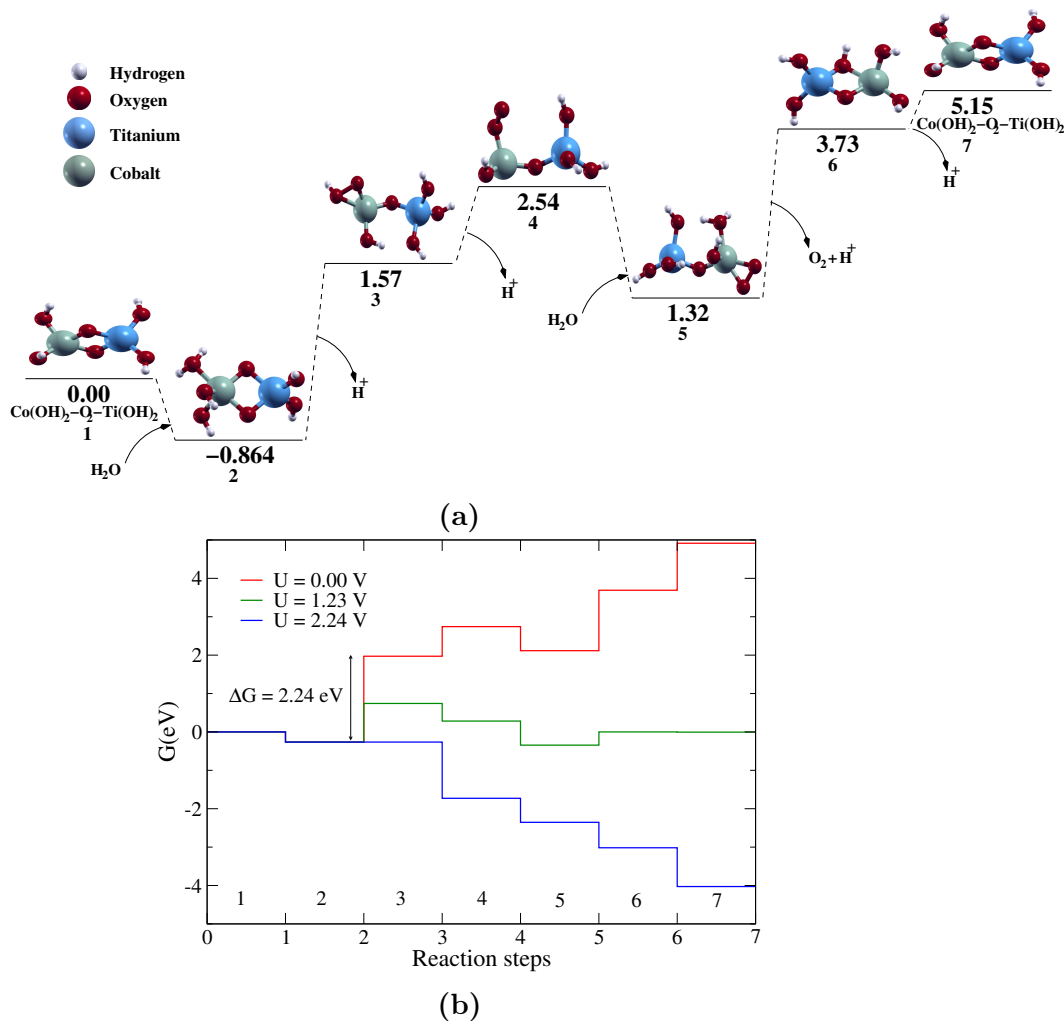 Hydrogen
Oxygen
Titanium
Cobalt
0.00
Co(OH)2−O2−Ti(OH)2
1
H2O
−0.864
2
H+
1.57
3
H+
2.54
4
H2O
1.32
5
O2+H+
3.73
6
H+
5.15
Co(OH)2−O2−Ti(OH)2
7
(a)
U = 0.00 V
U = 1.23 V
U = 2.24 V
ΔG = 2.24 eV
G(eV)
4
2
0
-2
-4
1 2 3 4 5 6 7
0 1 2 3 4 5 6 7
Reaction steps
(b)